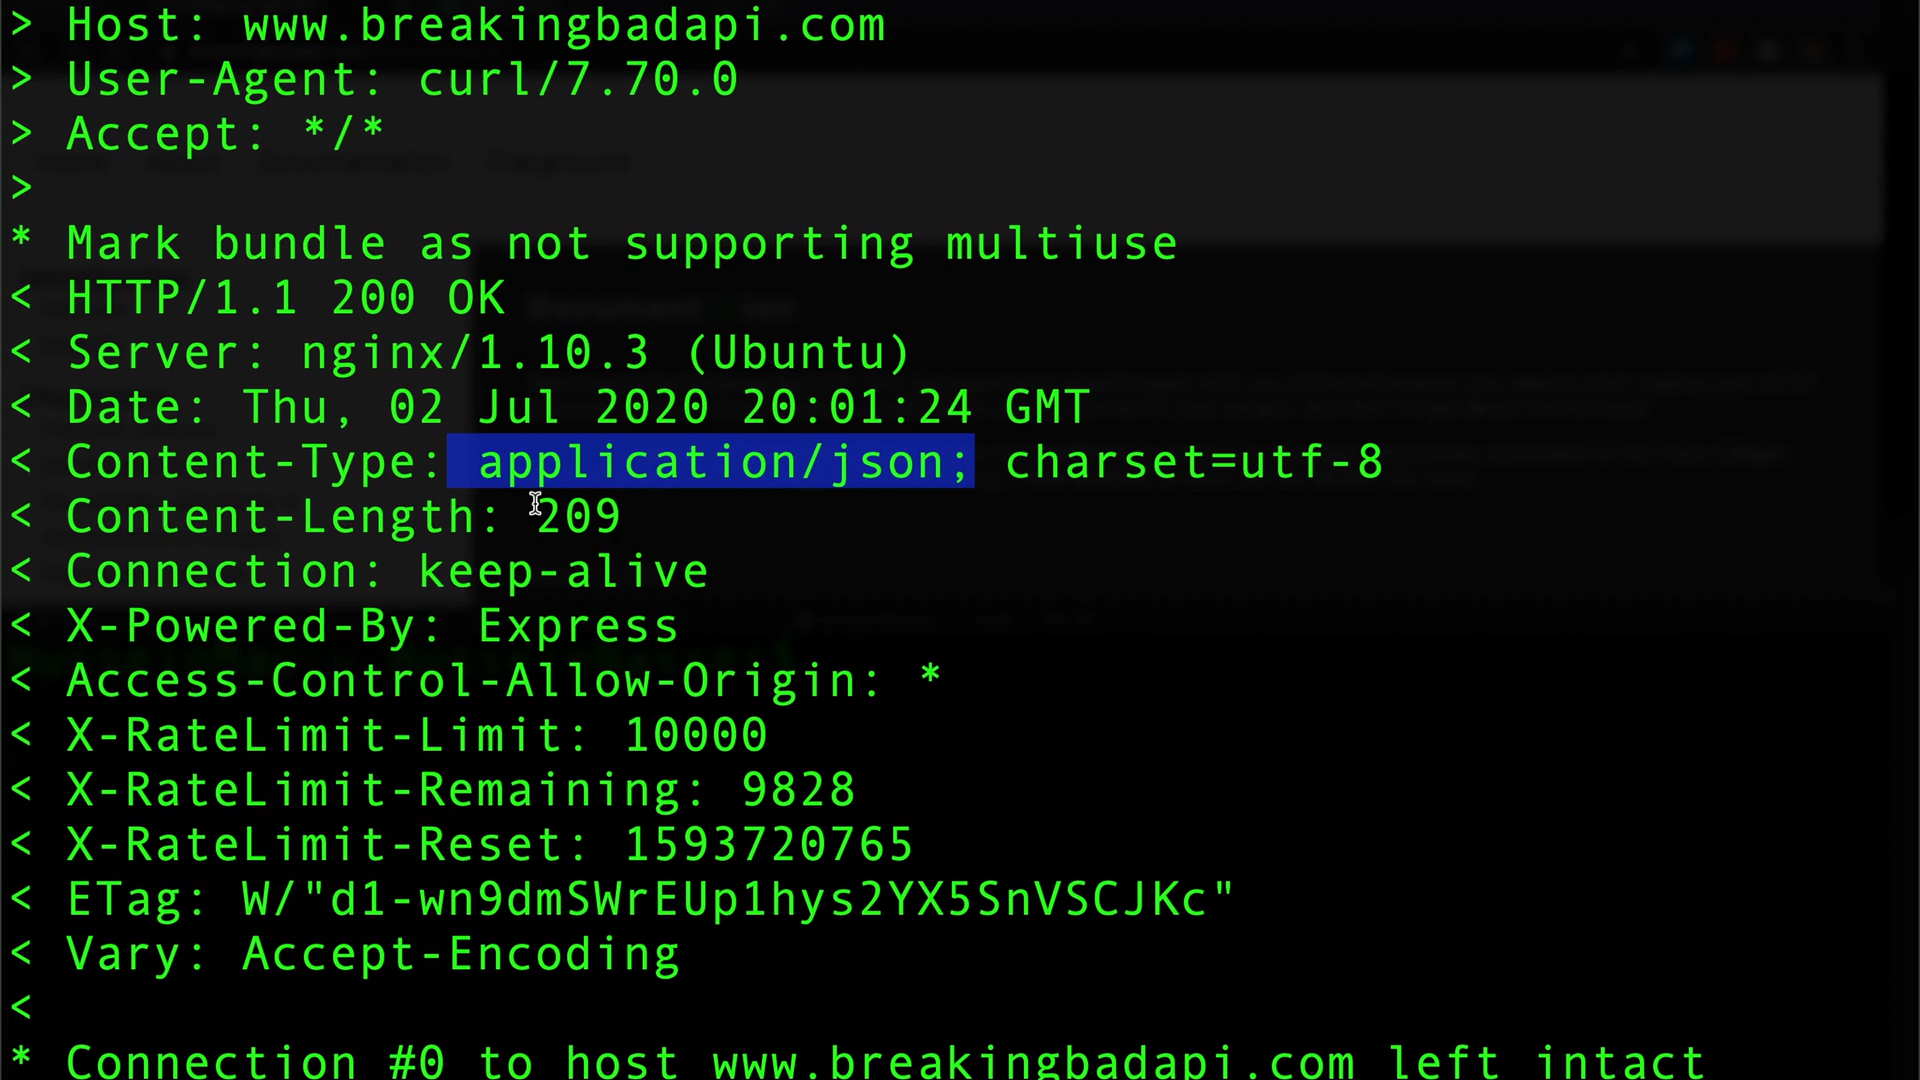 > Host: www.breakingbadapi.com
> User-Agent: curl/7.70.0
> Accept: */*
>
* Mark bundle as not supporting multiuse
< HTTP/1.1 200 OK
< Server: nginx/1.10.3 (Ubuntu)
< Date: Thu, 02 Jul 2020 20:01:24 GMT
< Content-Type: application/json; charset=utf-8
< Content-Length: 209
< Connection: keep-alive
< X-Powered-By: Express
< Access-Control-Allow-Origin: *
< X-RateLimit-Limit: 10000
< X-RateLimit-Remaining: 9828
< X-RateLimit-Reset: 1593720765
< ETag: W/"d1-wn9dmSWrEUp1hys2YX5SnVSCJKc"
< Vary: Accept-Encoding
<
* Connection #0 to host www.breakingbadapi.com left intact